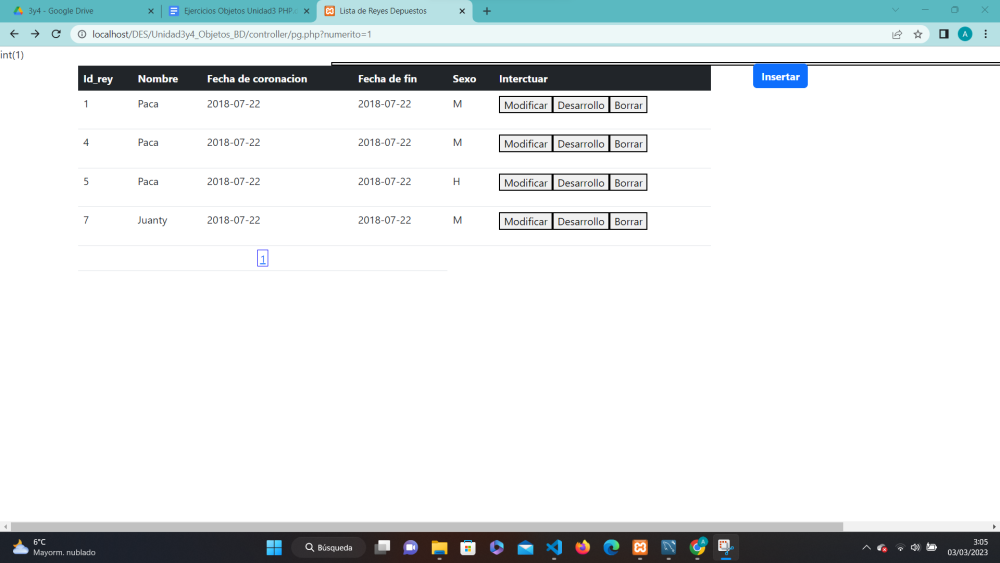 3y4 - Google Drive
Ejercicios Objetos Unidad3 PHP.
Lista de Reyes Depuestos
localhost/DES/Unidad3y4_Objetos_BD/controller/pg.php?numerito=1
A
int(1)
Id_rey Nombre Fecha de coronacion Fecha de fin Sexo Interctuar
Insertar
1 Paca 2018-07-22 2018-07-22 M Modificar Desarrollo Borrar
4 Paca 2018-07-22 2018-07-22 M Modificar Desarrollo Borrar
5 Paca 2018-07-22 2018-07-22 H Modificar Desarrollo Borrar
7 Juanty 2018-07-22 2018-07-22 M Modificar Desarrollo Borrar
1
6°C
Mayorm. nublado
Búsqueda
3:05
03/03/2023